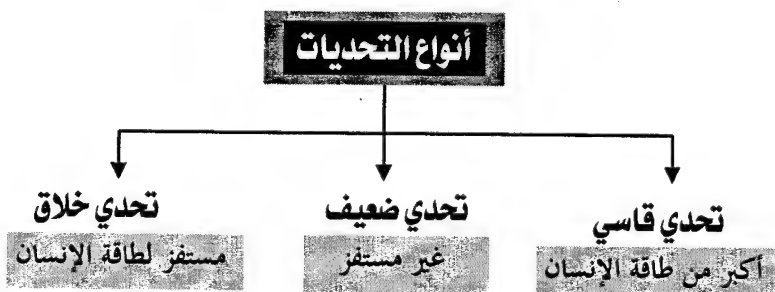 أنواع التحديات
تحدي قاسي
أكبر من طاقة الإنسان
تحدي ضعيف
غير مستفز
تحدي خلاق
مستفز لطاقة الإنسان